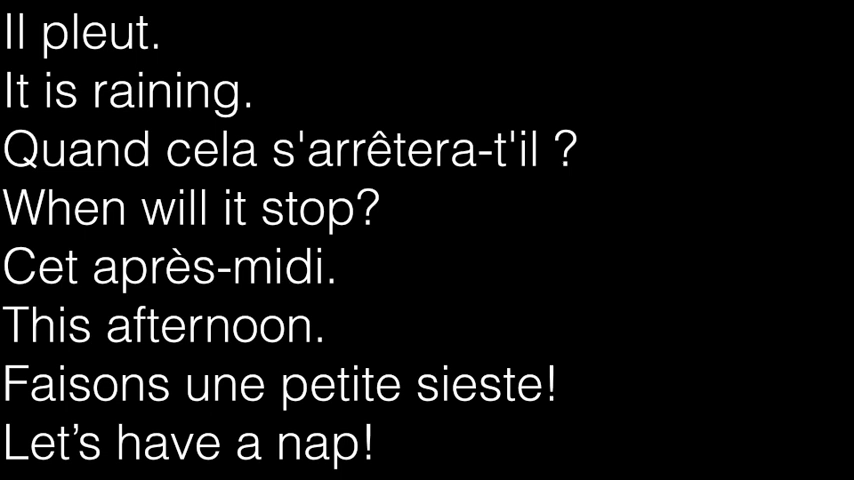 Il pleut.
It is raining.
Quand cela s'arrêtera-t'il ?
When will it stop?
Cet après-midi.
This afternoon.
Faisons une petite sieste!
Let’s have a nap!